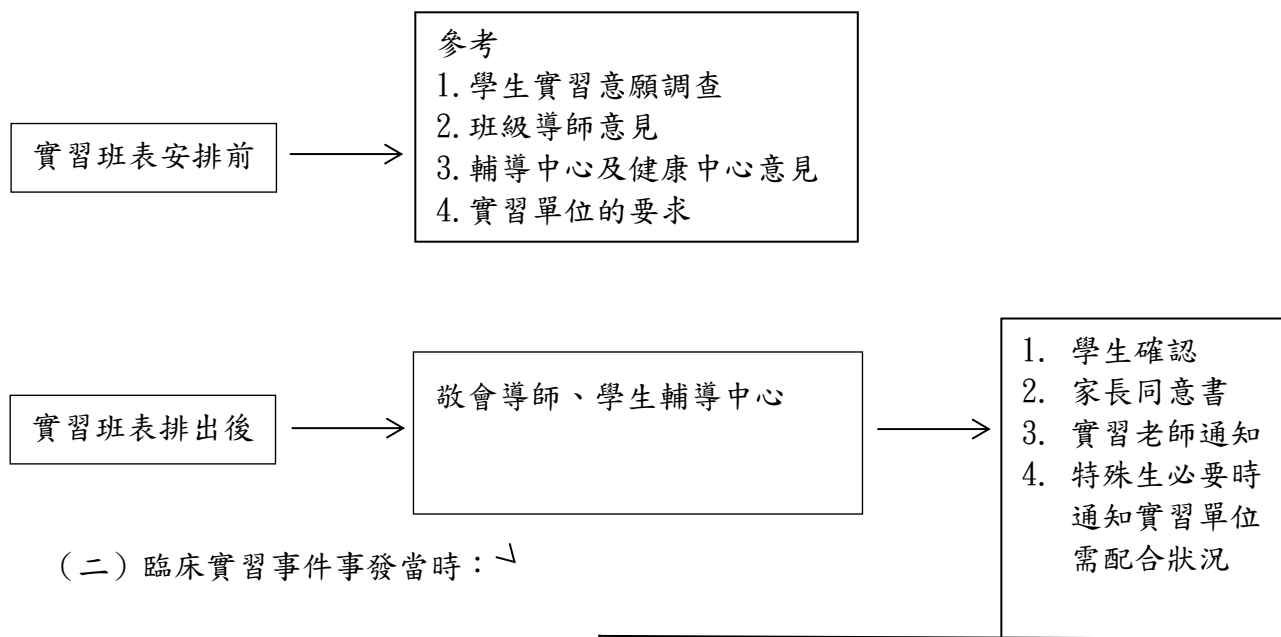 參考
1.學生實習意願調查
2.班級導師意見
3.輔導中心及健康中心意見
4.實習單位的要求
實習班表安排前
實習班表排出後
敬會導師、學生輔導中心
1. 學生確認
2. 家長同意書
3. 實習老師通知
4. 特殊生必要時
通知實習單位
需配合狀況
（二）臨床實習事件事發當時：